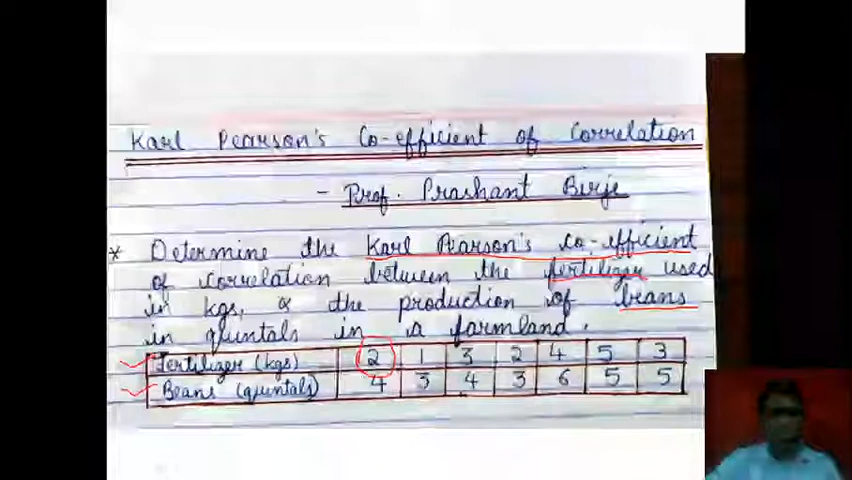 Karl Pearson's Co-efficient of Correlation
- Prof. Prashant Birje
* Determine the Karl Pearson's co-efficient
of correlation between the fertilizer used
in kgs, & the production of beans
in quintals in a farmland.
Fertilizer (kgs) 2 1 3 2 4 5 3
Beans (quintals) 4 3 4 3 6 5 5